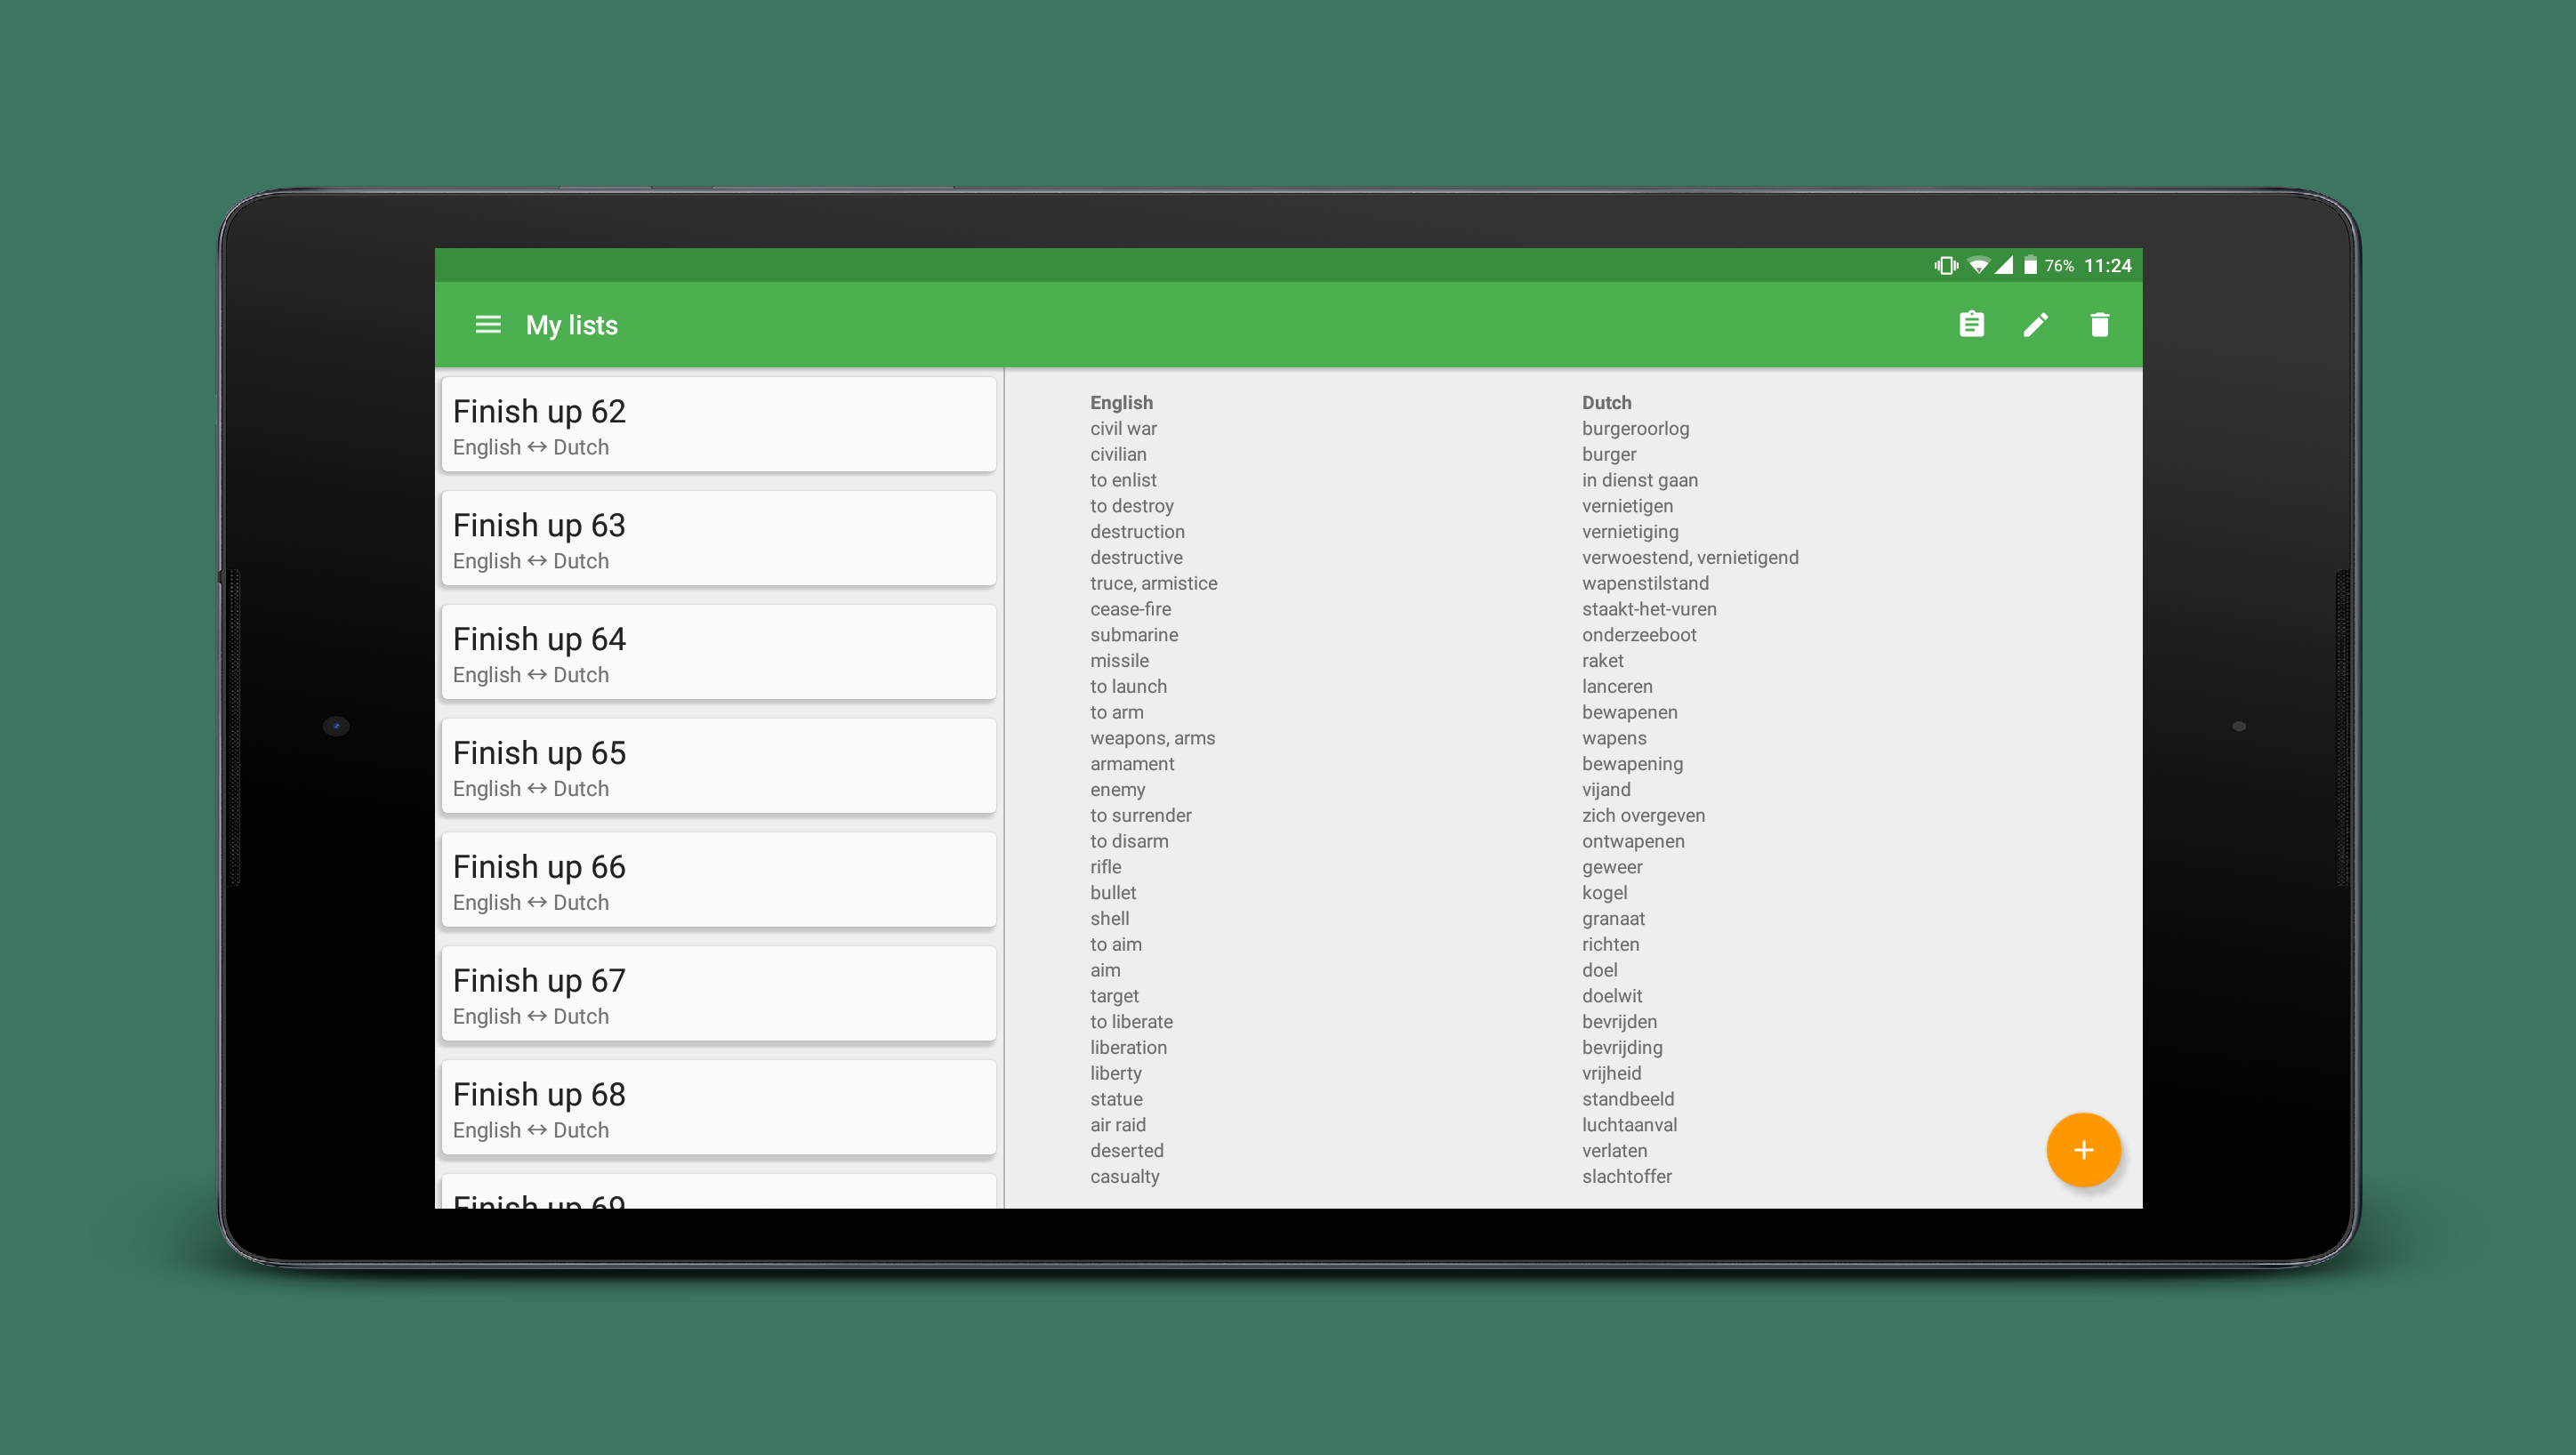 76% 11:24
My lists
Finish up 62
English ↔ Dutch
Finish up 63
English ↔ Dutch
Finish up 64
English ↔ Dutch
Finish up 65
English ↔ Dutch
Finish up 66
English ↔ Dutch
Finish up 67
English ↔ Dutch
Finish up 68
English ↔ Dutch
Finish up 69
English Dutch
civil war burgeroorlog
civilian burger
to enlist in dienst gaan
to destroy vernietigen
destruction vernietiging
destructive verwoestend, vernietigend
truce, armistice wapenstilstand
cease-fire staakt-het-vuren
submarine onderzeeboot
missile raket
to launch lanceren
to arm bewapenen
weapons, arms wapens
armament bewapening
enemy vijand
to surrender zich overgeven
to disarm ontwapenen
rifle geweer
bullet kogel
shell granaat
to aim richten
aim doel
target doelwit
to liberate bevrijden
liberation bevrijding
liberty vrijheid
statue standbeeld
air raid luchtaanval
deserted verlaten
casualty slachtoffer